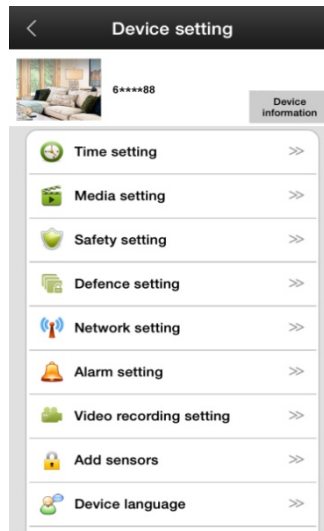 Device setting
6****88
Device
information
Time setting
Media setting
Safety setting
Defence setting
Network setting
Alarm setting
Video recording setting
Add sensors
Device language